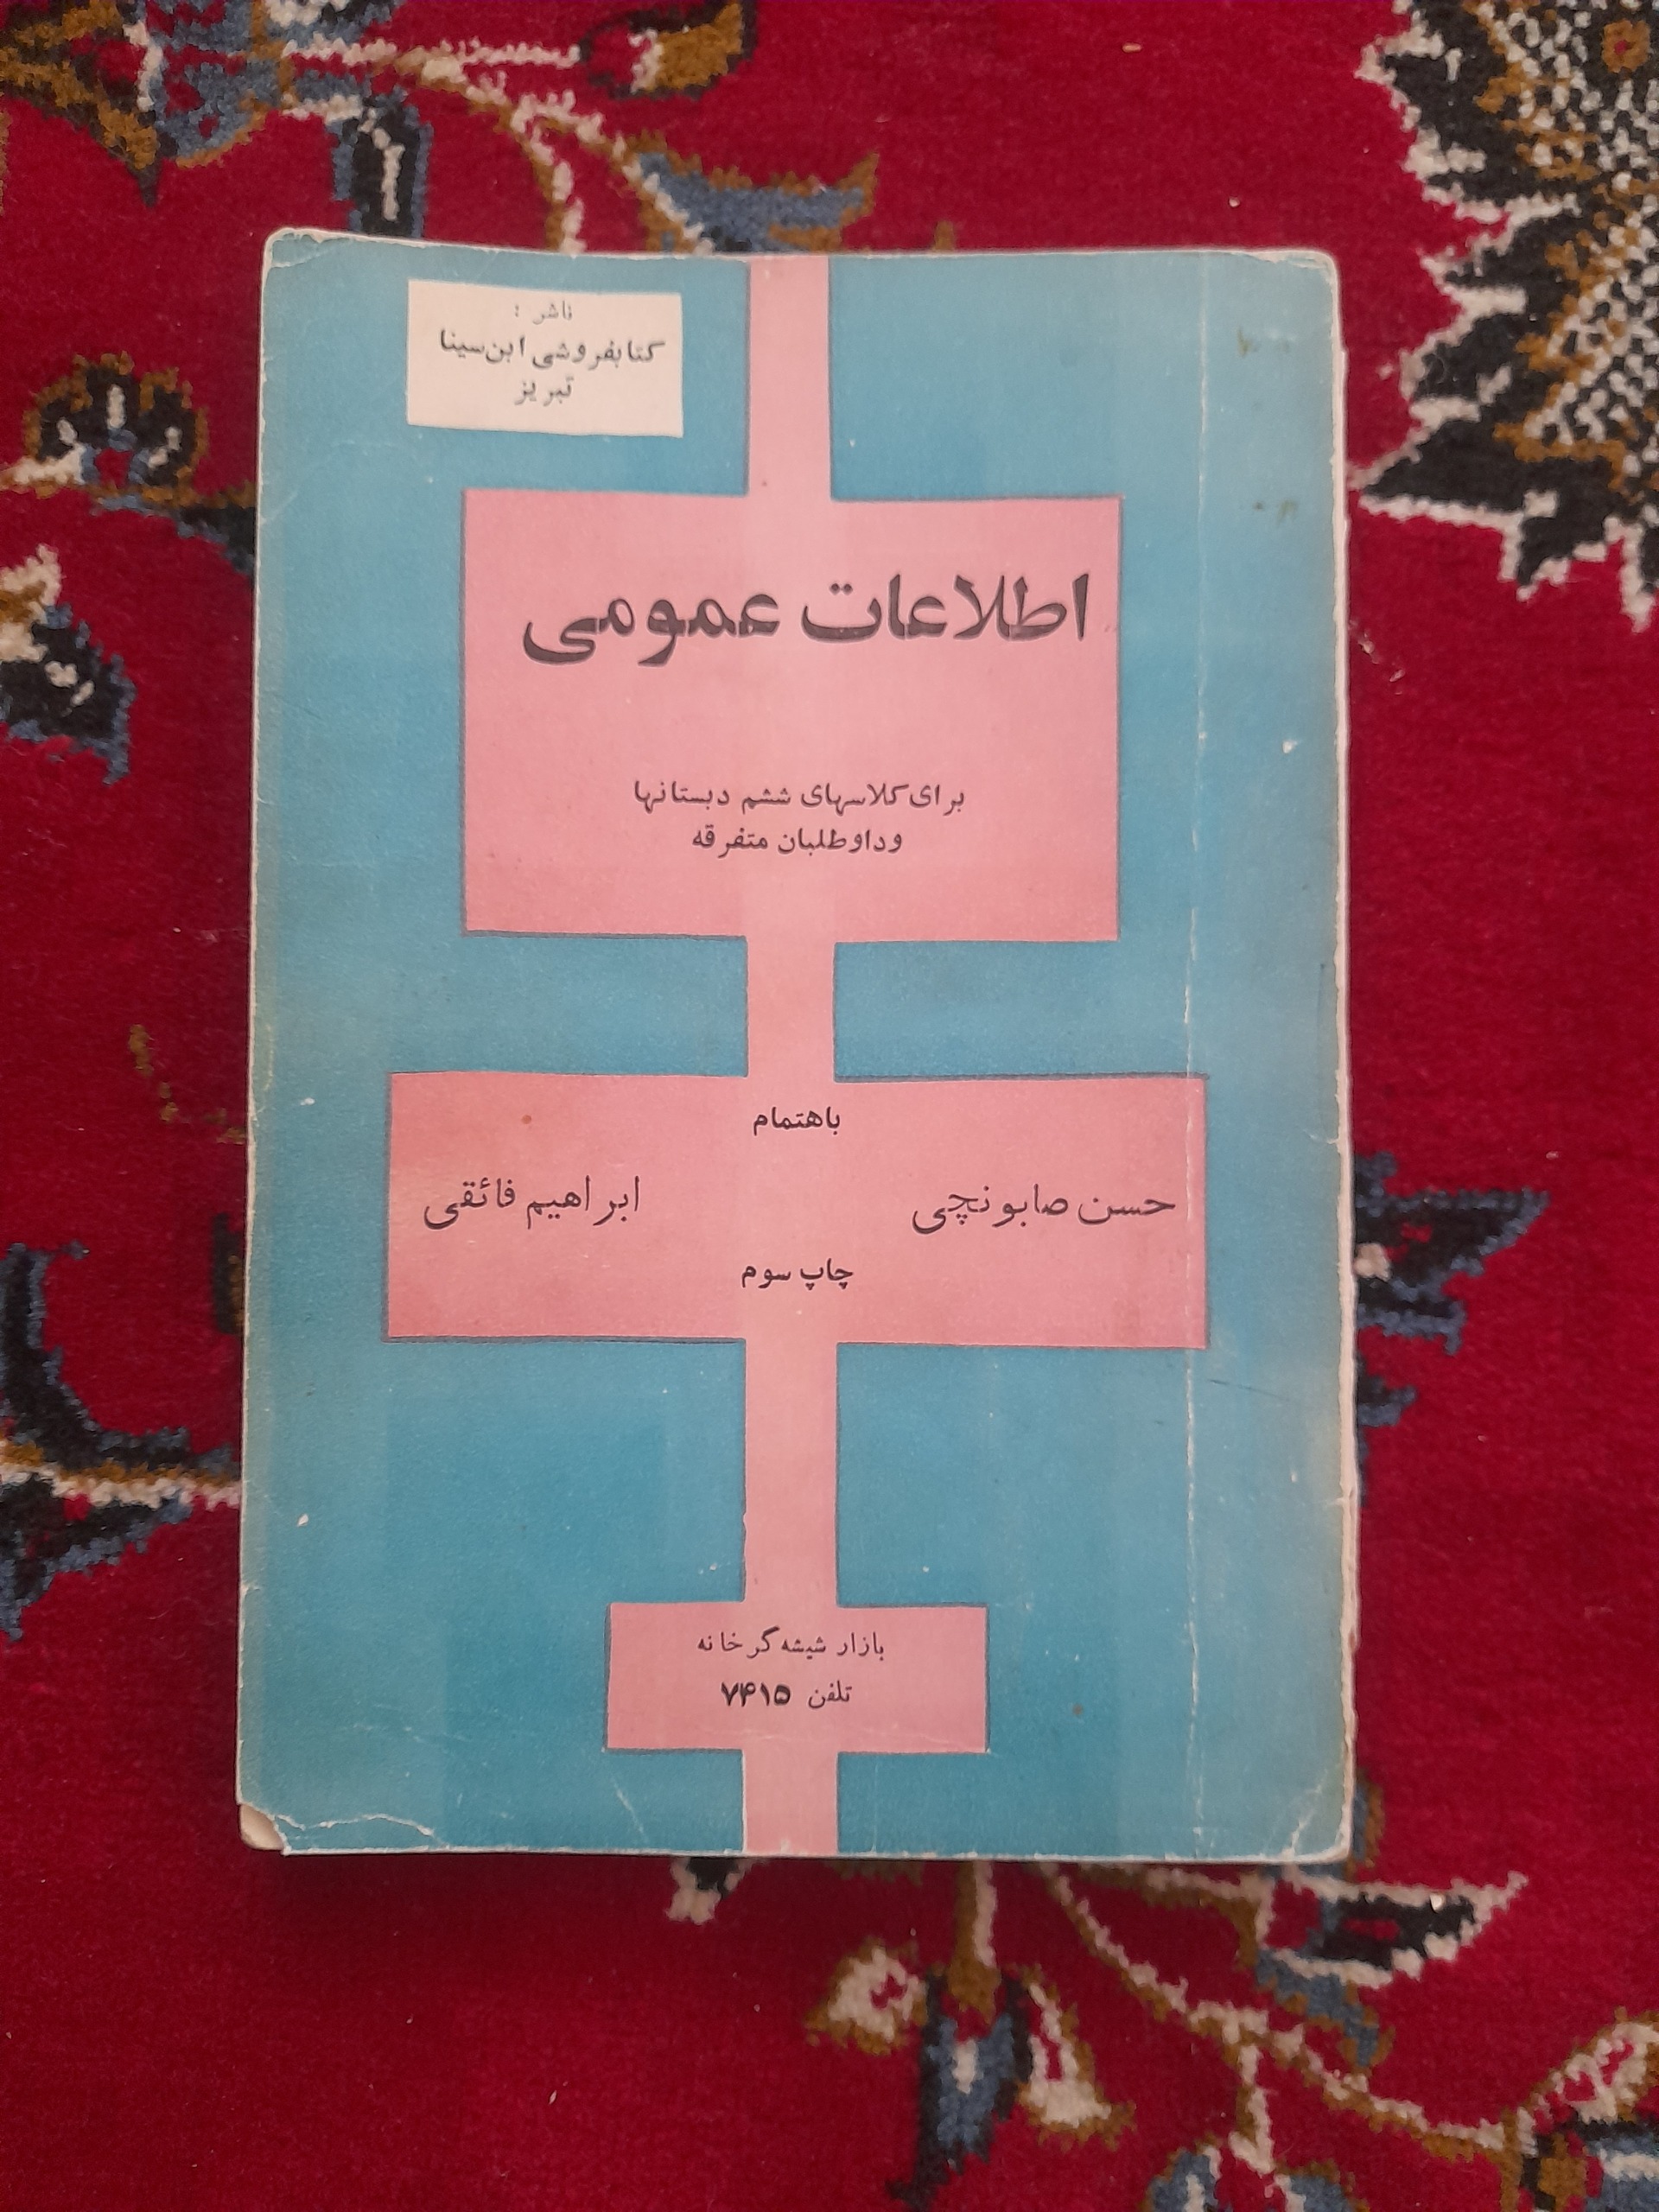 ناشر :
کتابفروشی ابن‌سینا
تبریز
اطلاعات عمومی
برای کلاسهای ششم دبستانها
و داوطلبان متفرقه
باهتمام
حسن صابونچی ابراهیم فائقی
چاپ سوم
بازار شیشه گرخانه
تلفن ۷۴۱۵